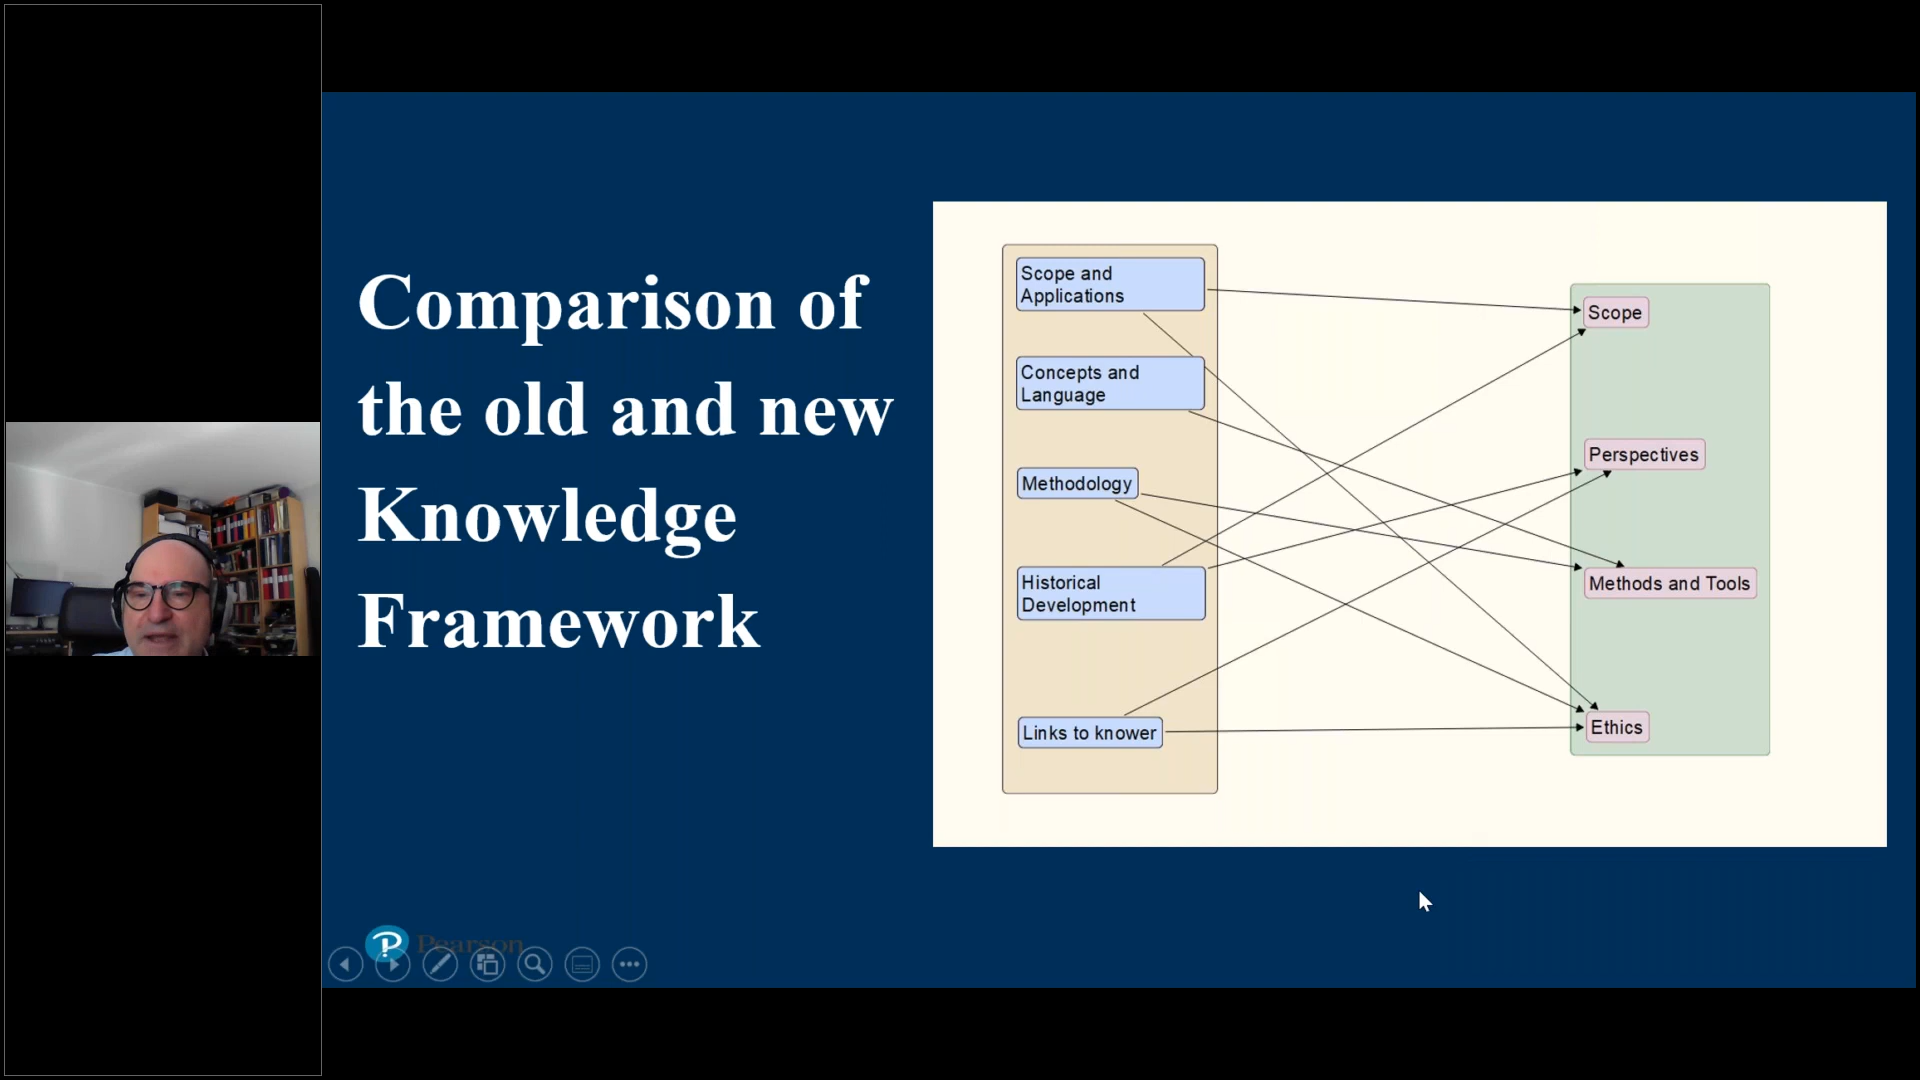 Comparison of
the old and new
Knowledge
Framework
Scope and
Applications
Concepts and
Language
Methodology
Historical
Development
Links to knower
Scope
Perspectives
Methods and Tools
Ethics
Pearson